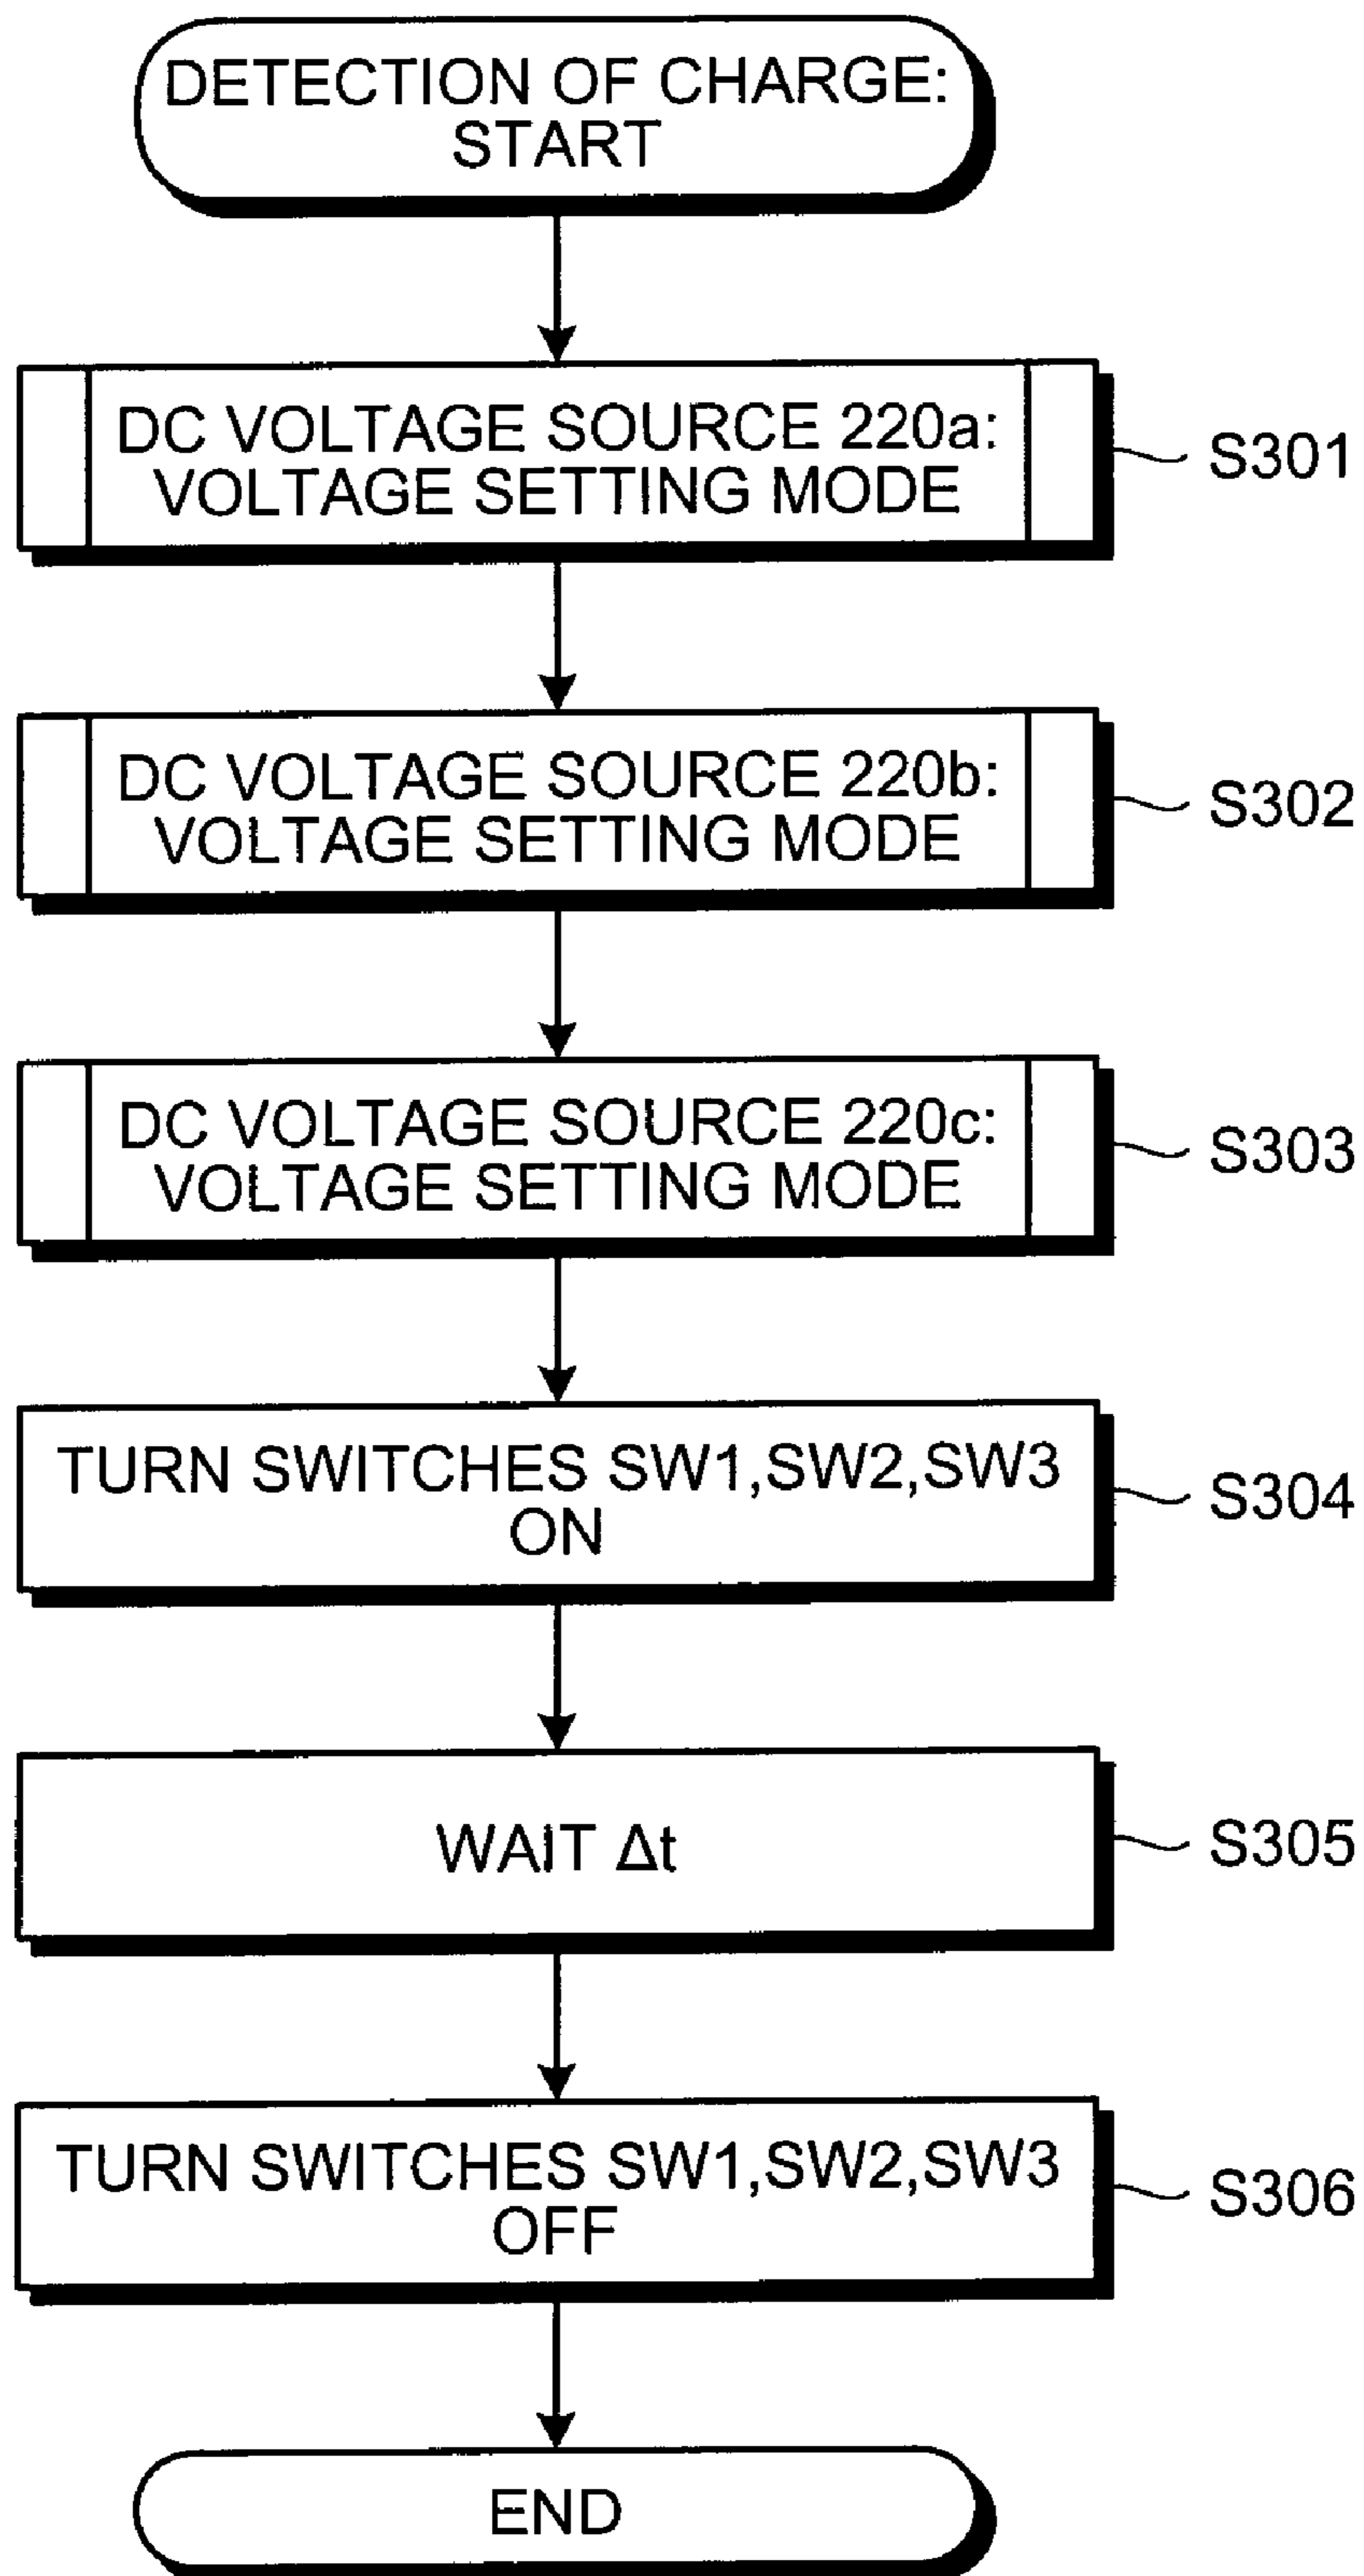 DETECTION OF CHARGE:
START
DC VOLTAGE SOURCE 220a:
VOLTAGE SETTING MODE
S301
DC VOLTAGE SOURCE 220b:
VOLTAGE SETTING MODE
S302
DC VOLTAGE SOURCE 220c:
VOLTAGE SETTING MODE
S303
TURN SWITCHES SW1,SW2,SW3
ON
S304
WAIT Δt
S305
TURN SWITCHES SW1,SW2,SW3
OFF
S306
END